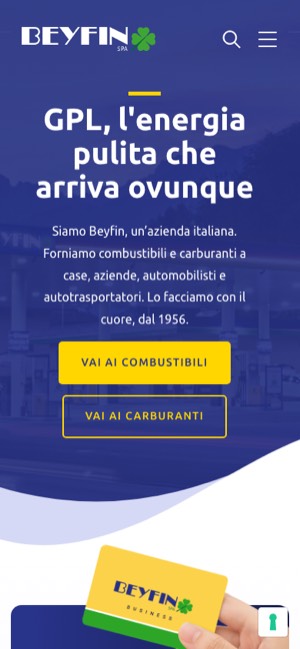 BEYFIN
SPA
GPL, l'energia
pulita che
arriva ovunque
Siamo Beyfin, un’azienda italiana.
Forniamo combustibili e carburanti a
case, aziende, automobilisti e
autotrasportatori. Lo facciamo con il
cuore, dal 1956.
VAI AI COMBUSTIBILI
VAI AI CARBURANTI
BEYFIN
SPA
BUSINESS